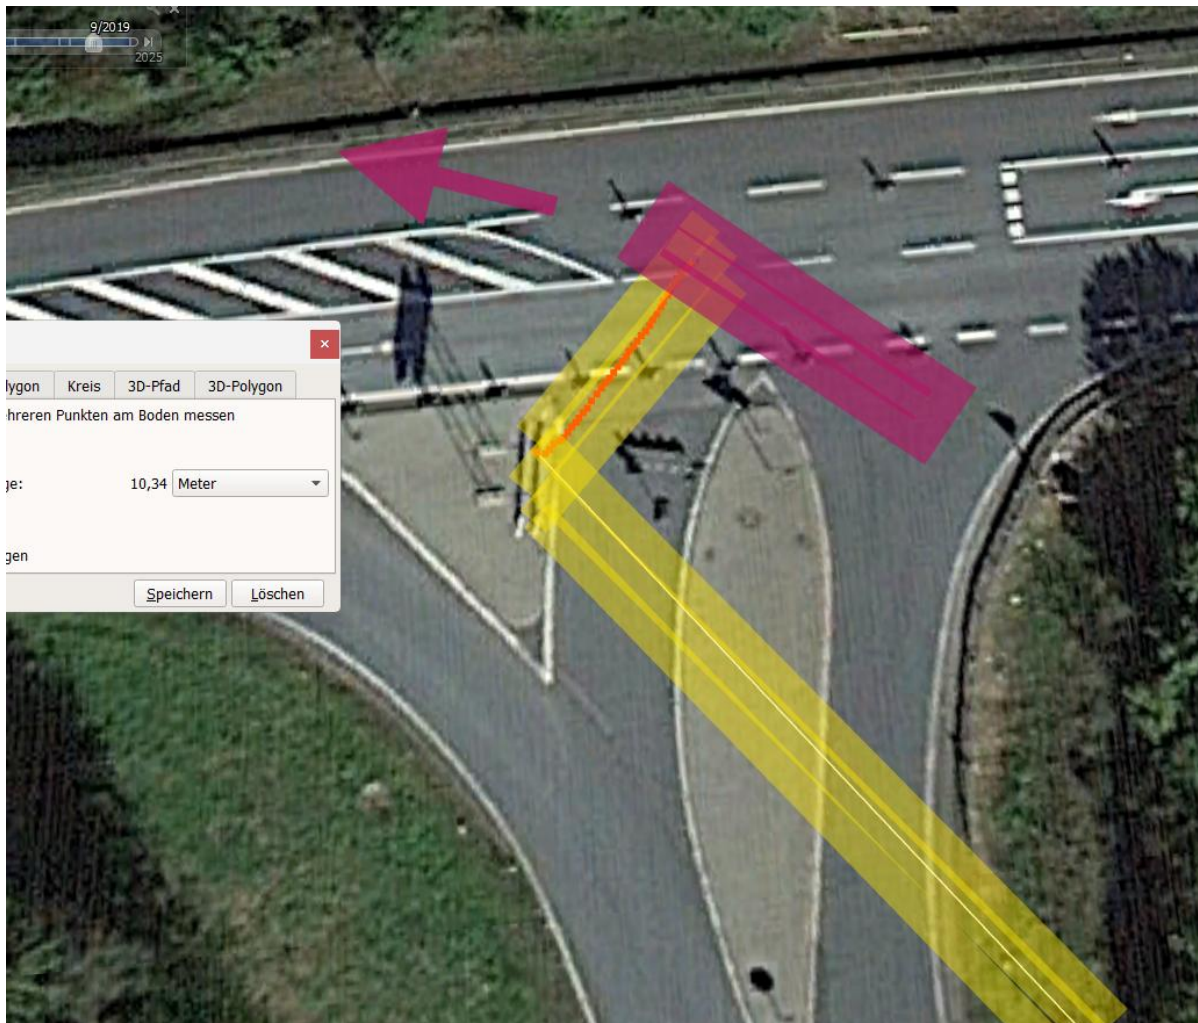 9/2019
2025
lygon Kreis 3D-Pfad 3D-Polygon
ehreren Punkten am Boden messen
ge: 10,34 Meter
gen
Speichern Löschen